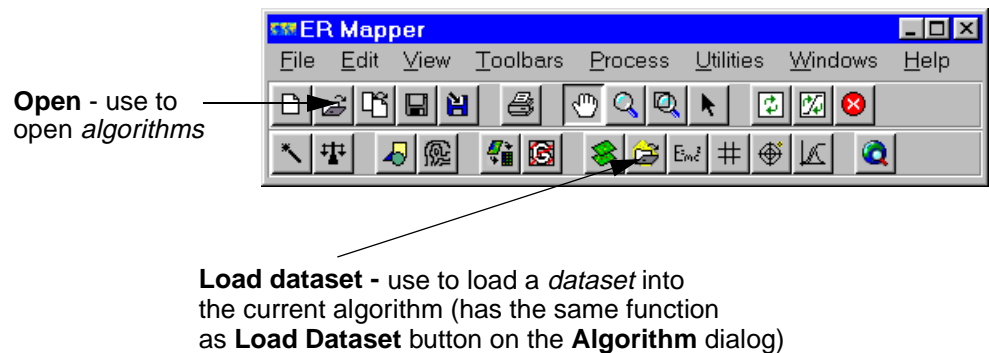 ER Mapper
File Edit View Toolbars Process Utilities Windows Help
Open - use to
open algorithms
Emc²
Load dataset - use to load a dataset into
the current algorithm (has the same function
as Load Dataset button on the Algorithm dialog)